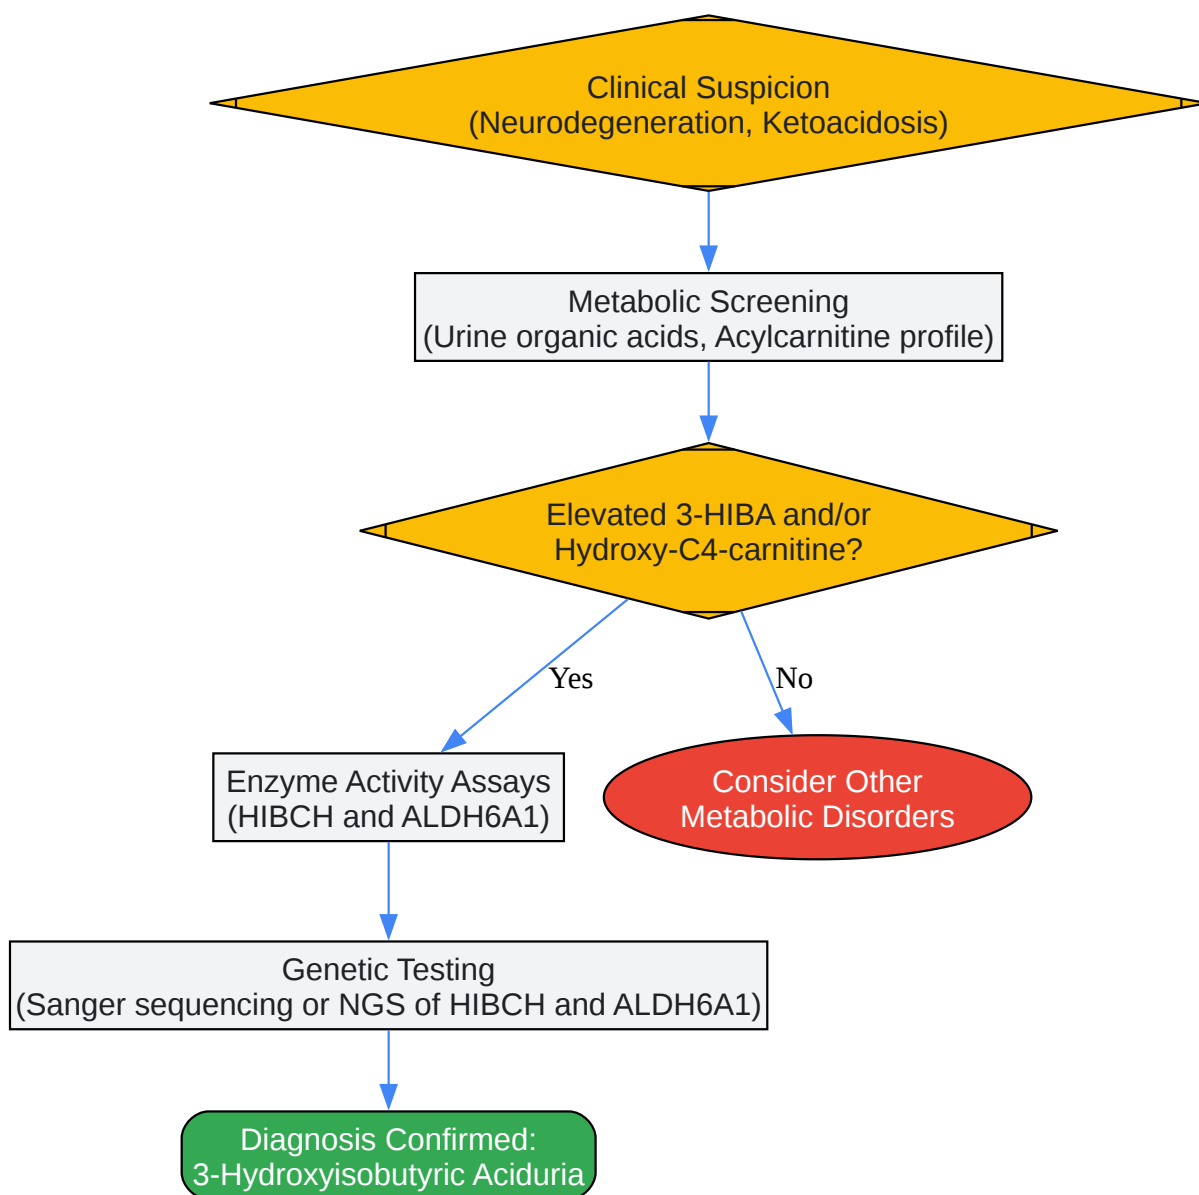 Clinical Suspicion
(Neurodegeneration, Ketoacidosis)
Metabolic Screening
(Urine organic acids, Acylcarnitine profile)
Elevated 3-HIBA and/or
Hydroxy-C4-carnitine?
Yes
No
Enzyme Activity Assays
(HIBCH and ALDH6A1)
Consider Other
Metabolic Disorders
Genetic Testing
(Sanger sequencing or NGS of HIBCH and ALDH6A1)
Diagnosis Confirmed:
3-Hydroxyisobutyric Aciduria